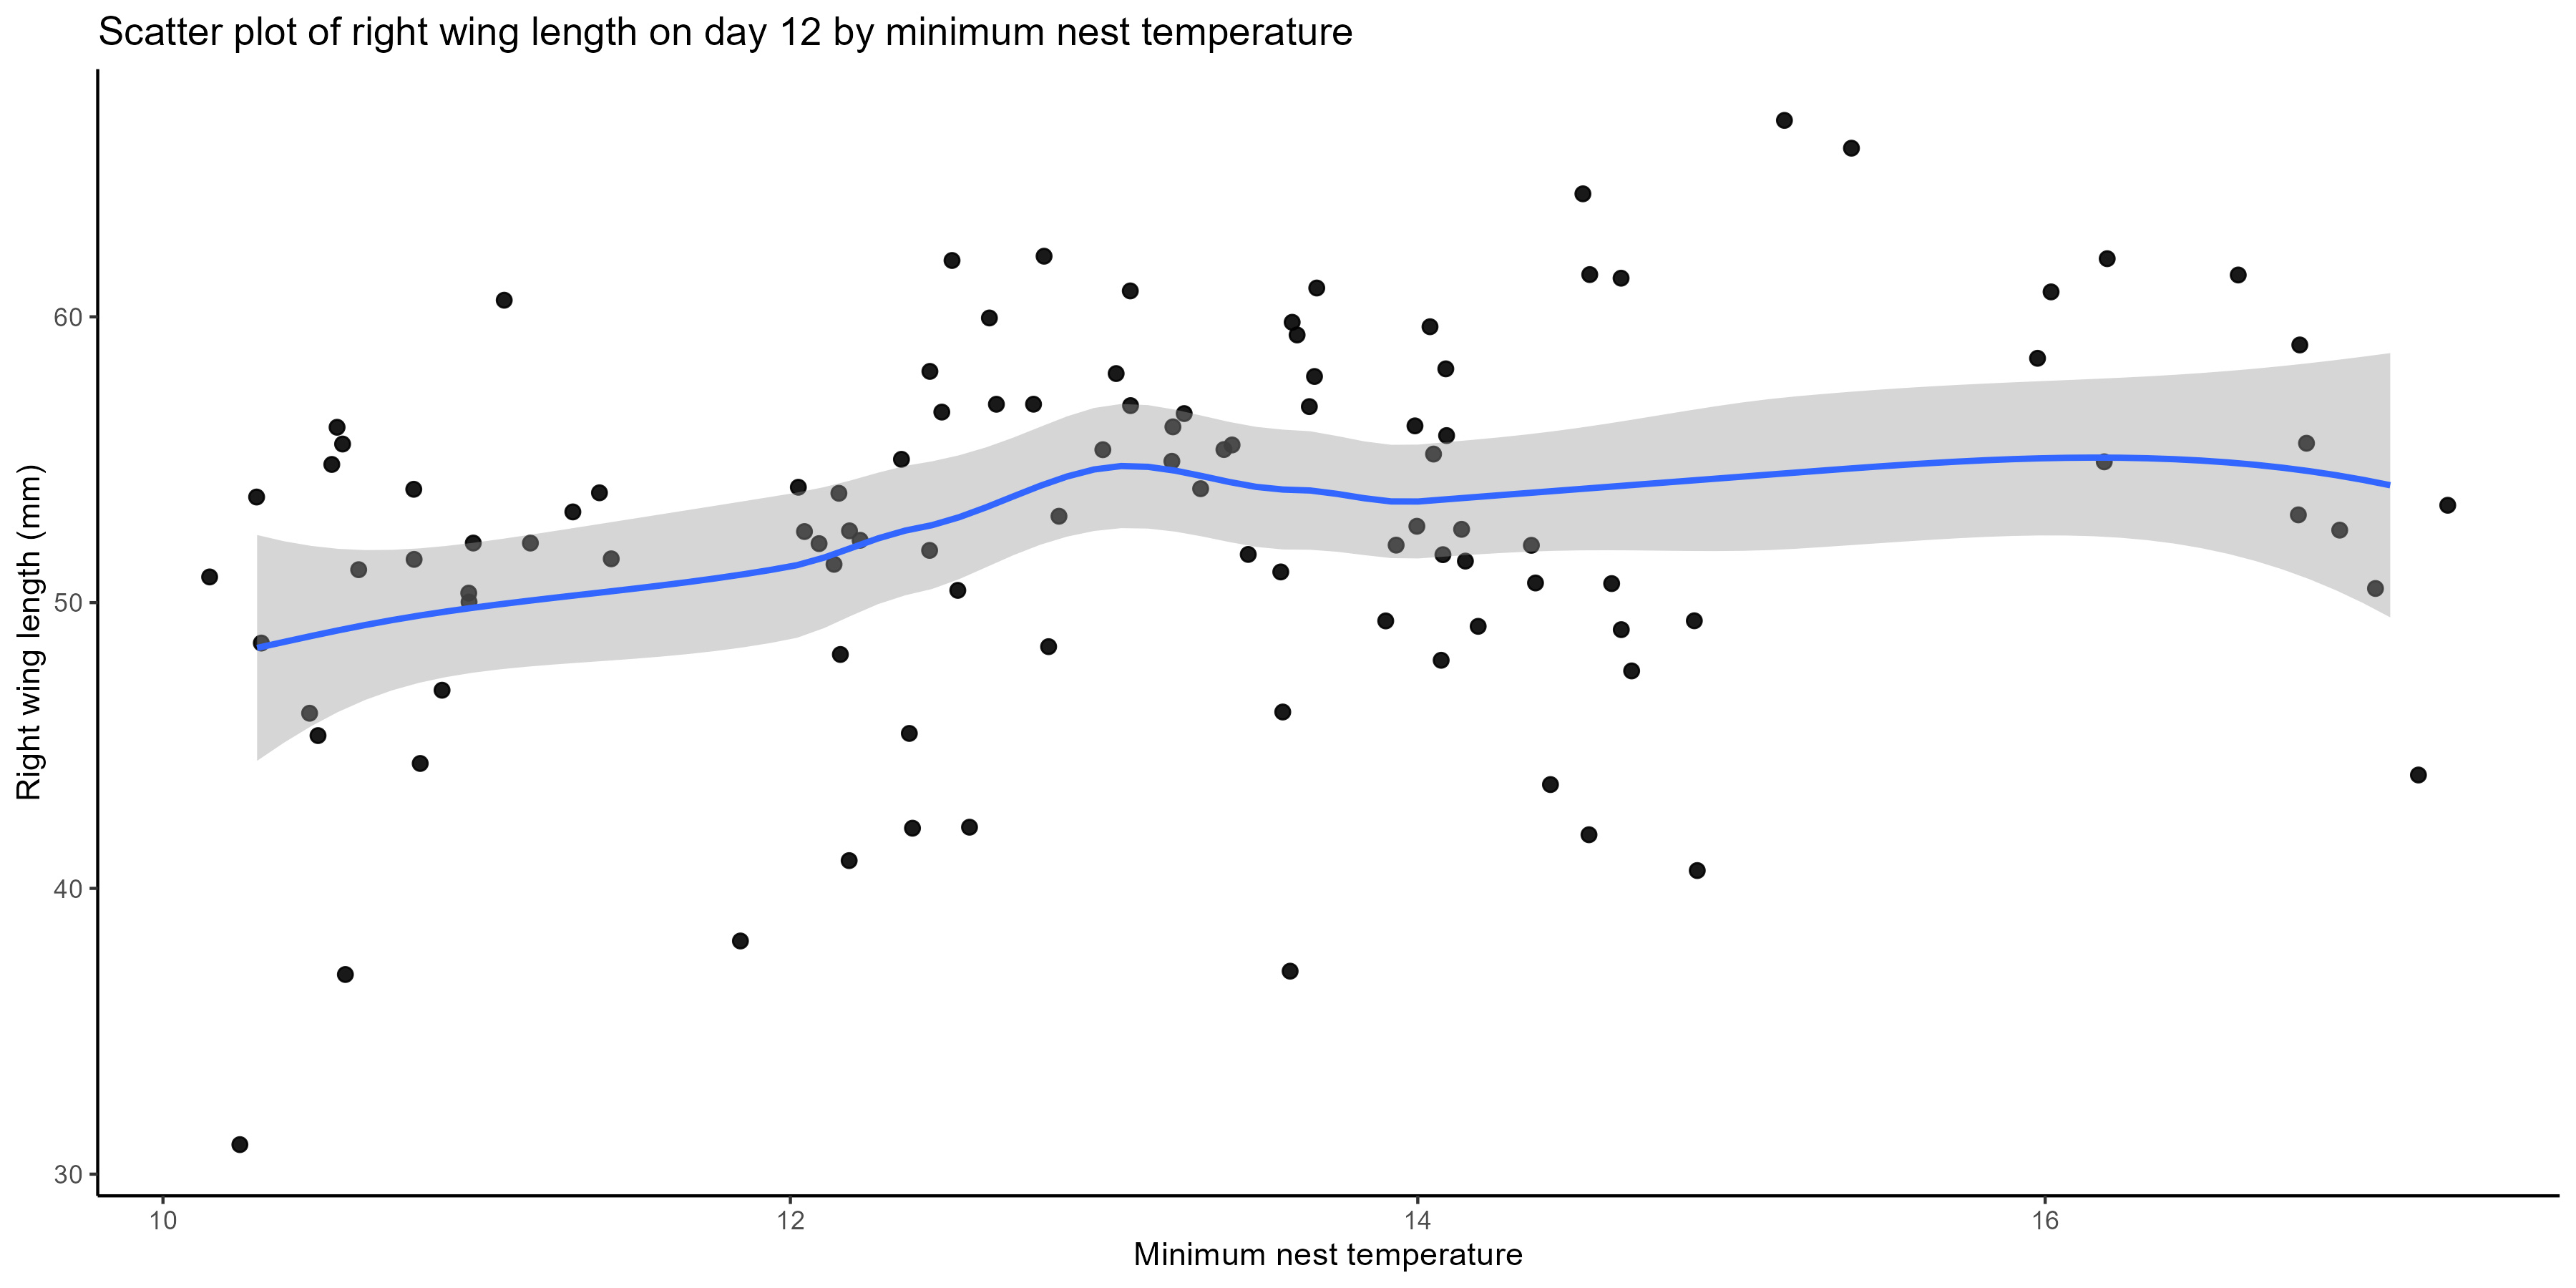 Scatter plot of right wing length on day 12 by minimum nest temperature
Right wing length (mm)
60
50
40
30
10 12 14 16
Minimum nest temperature